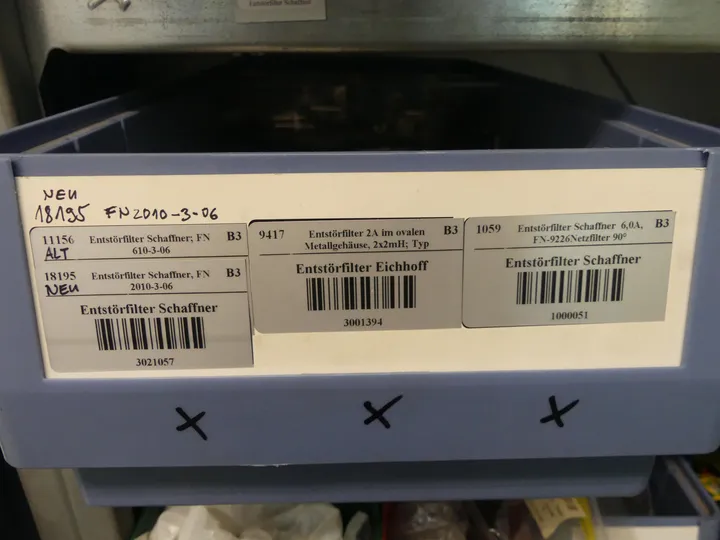 Entstörfilter Schaffner
NEU
18195 FN2010-3-06
11156 Entstörfilter Schaffner; FN B3
610-3-06
ALT
18195 Entstörfilter Schaffner, FN B3
2010-3-06
NEU
Entstörfilter Schaffner
3021057
9417 Entstörfilter 2A im ovalen B3
Metallgehäuse, 2x2mH; Typ
Entstörfilter Eichhoff
3001394
1059 Entstörfilter Schaffner 6,0A, B3
FN-9226Netzfilter 90°
Entstörfilter Schaffner
1000051
X X X